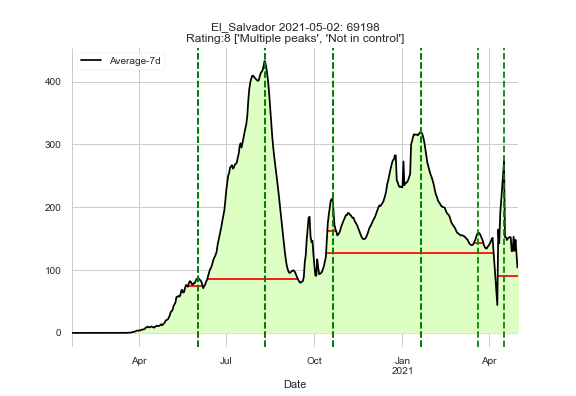 El_Salvador 2021-05-02: 69198
Rating:8 ['Multiple peaks', 'Not in control']
Average-7d
400
300
200
100
0
Apr
Jul
Oct
Jan
2021
Apr
Date